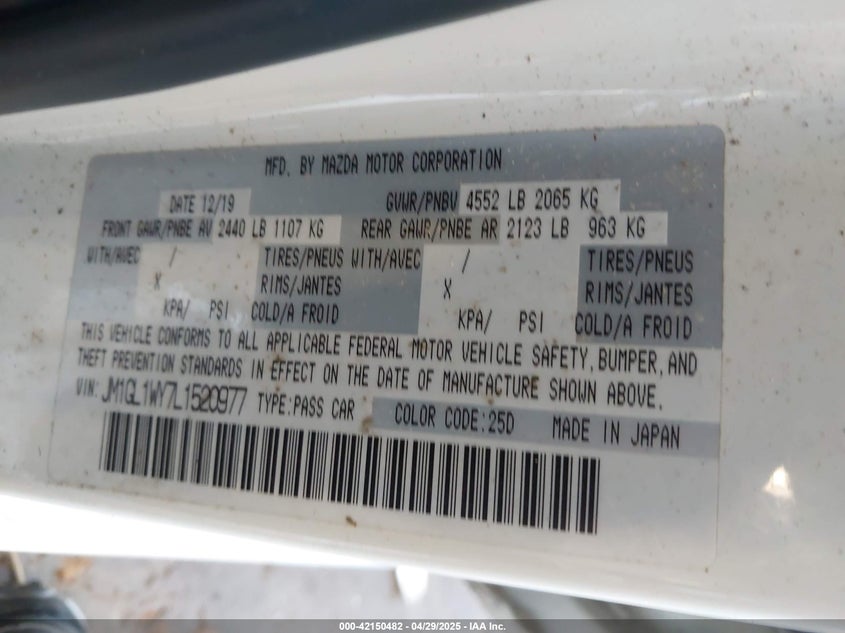 MFD. BY MAZDA MOTOR CORPORATION
DATE 12/19 GVWR/PNBV 4552 LB 2065 KG
FRONT GAWR/PNBE AV 2440 LB 1107 KG REAR GAWR/PNBE AR 2123 LB 963 KG
WITH/AVEC / TIRES/PNEUS WITH/AVEC / TIRES/PNEUS
X RIMS/JANTES X RIMS/JANTES
KPA/ PSI COLD/A FROID KPA/ PSI COLD/A FROID
THIS VEHICLE CONFORMS TO ALL APPLICABLE FEDERAL MOTOR VEHICLE SAFETY, BUMPER, AND
THEFT PREVENTION STANDARDS IN EFFECT ON THE DATE OF MANUFACTURE SHOWN ABOVE.
VIN: JM1GL1WY7L1520977 TYPE:PASS CAR COLOR CODE:25D MADE IN JAPAN
000-42150482 - 04/29/2025 - IAA Inc.